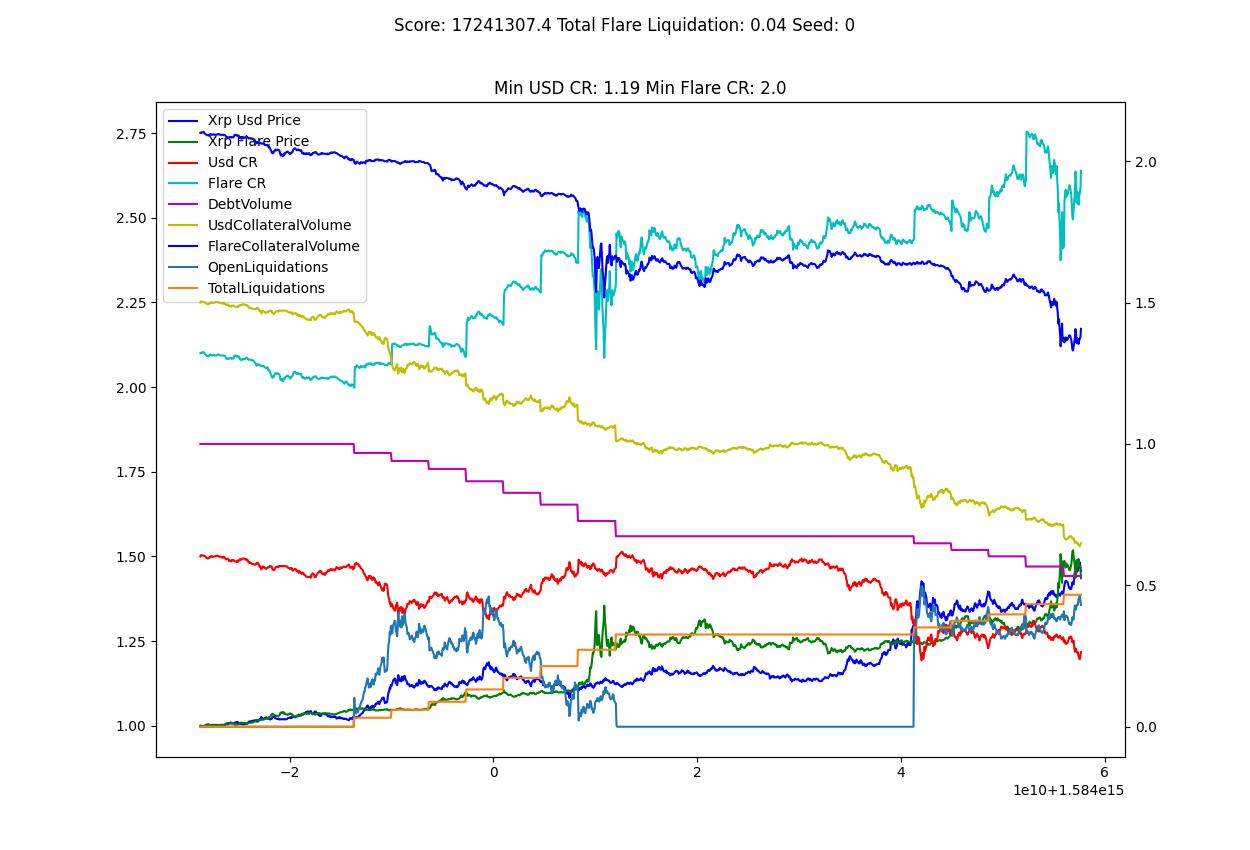 Score: 17241307.4 Total Flare Liquidation: 0.04 Seed: 0
Min USD CR: 1.19 Min Flare CR: 2.0
Xrp Usd Price
Xrp Flare Price
Usd CR
Flare CR
DebtVolume
UsdCollateralVolume
FlareCollateralVolume
OpenLiquidations
TotalLiquidations
2.75
2.50
2.25
2.00
1.75
1.50
1.25
1.00
2.0
1.5
1.0
0.5
0.0
−2 0 2 4 6
1e10+1.584e15